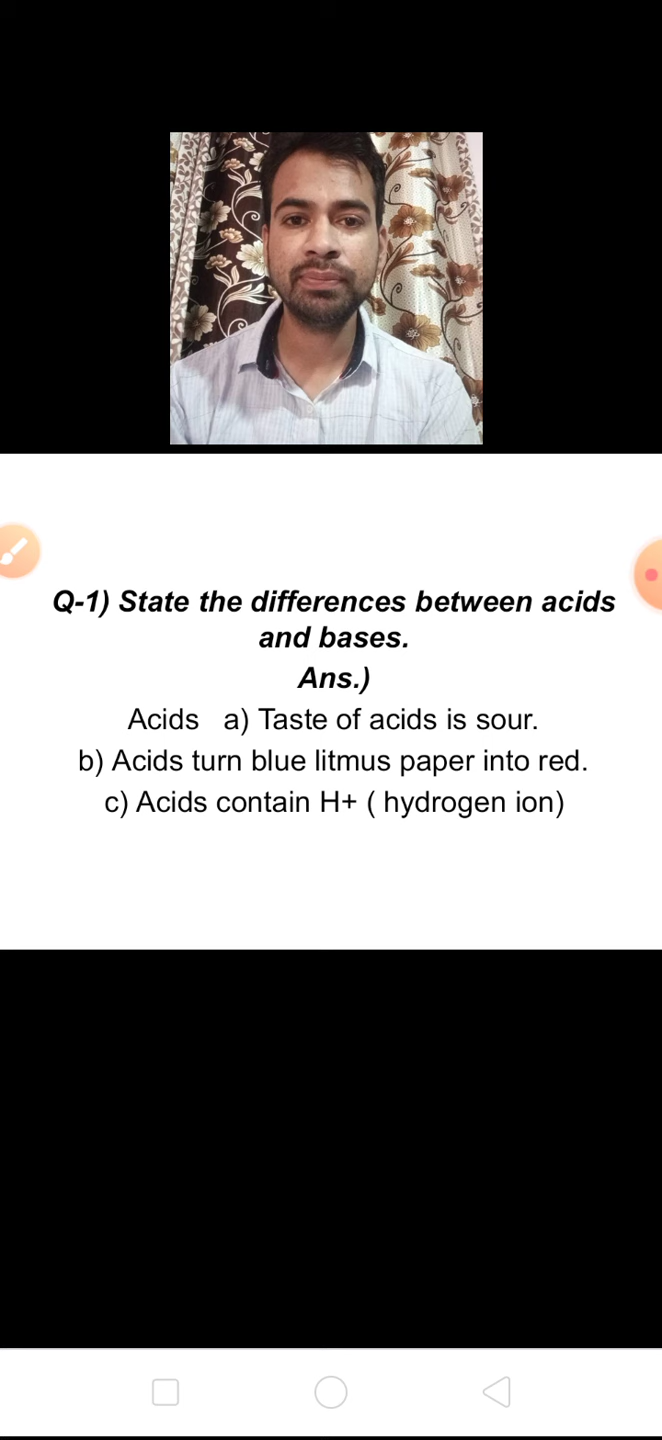 Q-1) State the differences between acids
and bases.
Ans.)
Acids   a) Taste of acids is sour.
b) Acids turn blue litmus paper into red.
c) Acids contain H+ ( hydrogen ion)